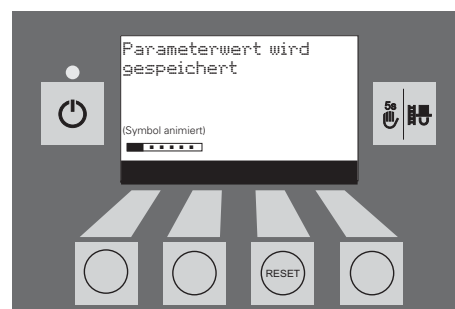 Parameterwert wird
gespeichert
(Symbol animiert)
5s
RESET